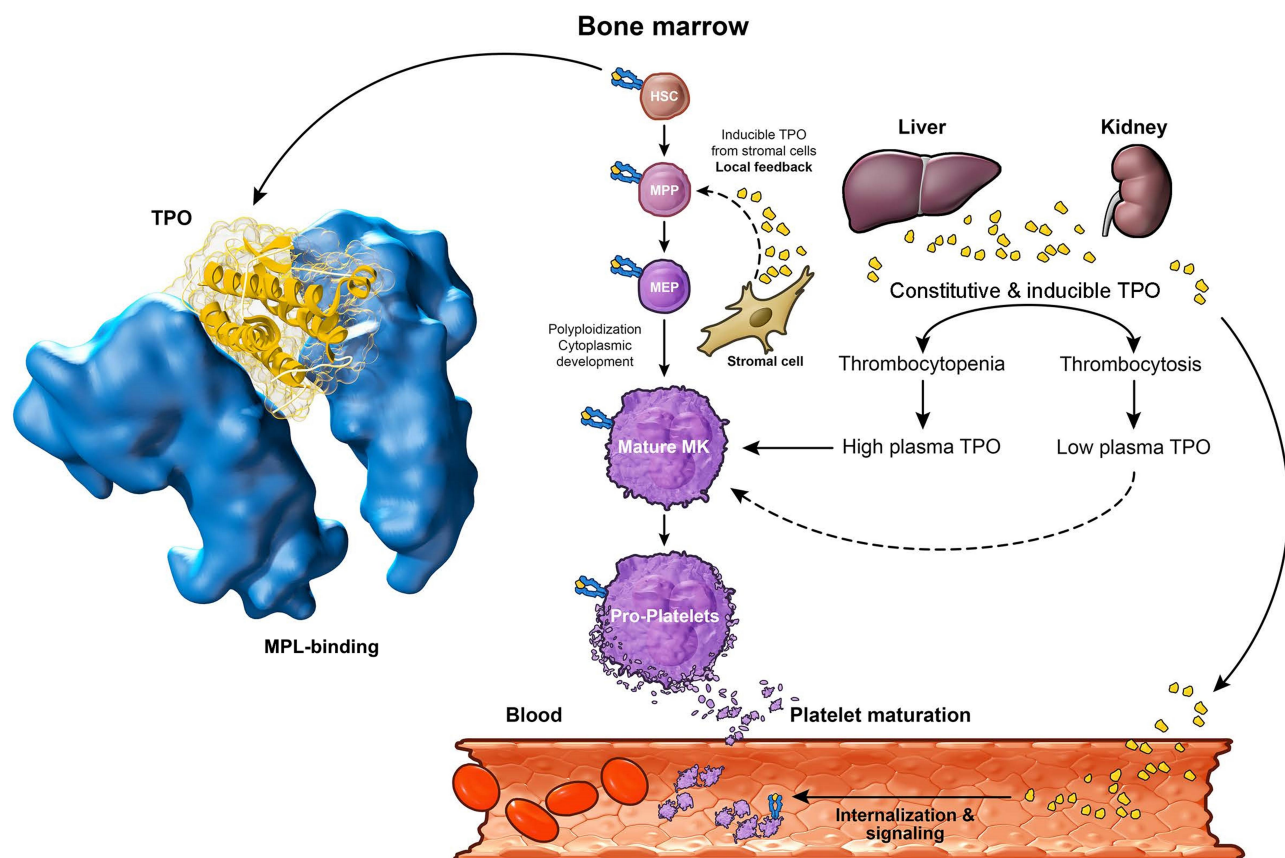 Bone marrow
HSC
Inducible TPO
from stromal cells
Local feedback
Liver
Kidney
MPP
TPO
MEP
Constitutive & inducible TPO
Polyploidization
Cytoplasmic
development
Stromal cell
Thrombocytopenia
Thrombocytosis
Mature MK
High plasma TPO
Low plasma TPO
Pro-Platelets
MPL-binding
Blood
Platelet maturation
Internalization &
signaling